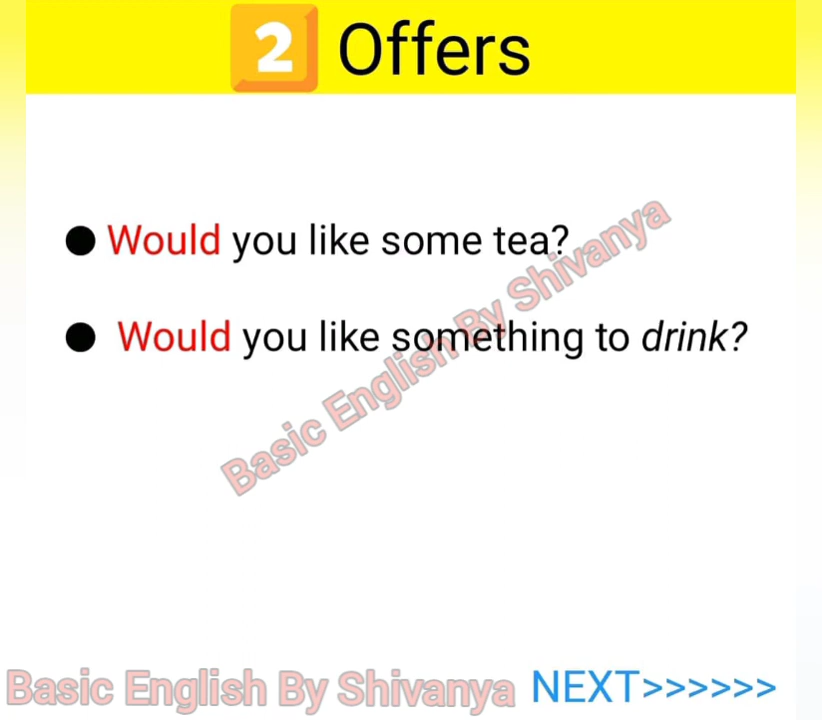 2 Offers
● Would you like some tea?
● Would you like something to drink?
Basic English By Shivanya
Basic English By Shivanya NEXT>>>>>>